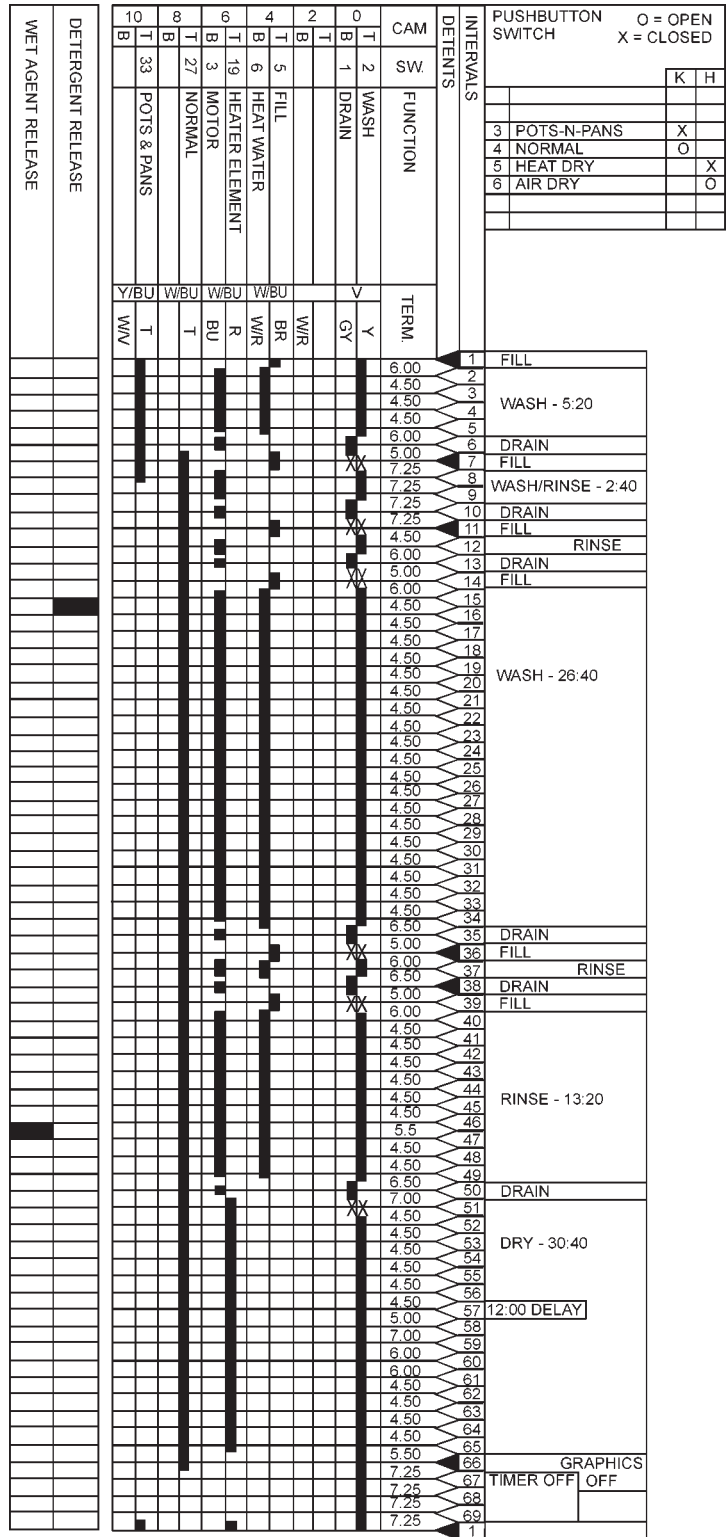 WET AGENT RELEASE
DETERGENT RELEASE
10 8 6 4 2 0 CAM
B T B T B T B T B T B T
33 27 3 19 6 5 1 2 SW.
POTS & PANS
NORMAL
MOTOR
HEATER ELEMENT
HEAT WATER
FILL
DRAIN
WASH
FUNCTION
Y/BU W/BU W/BU W/BU V TERM.
W/V T T BU R W/R BR W/R GY Y
DETENTS
INTERVALS
PUSHBUTTON SWITCH
O = OPEN
X = CLOSED
K H
3 POTS-N-PANS X
4 NORMAL O
5 HEAT DRY X
6 AIR DRY O
1 FILL
6.00
2
4.50
3
4.50
WASH - 5:20
4
4.50
5
6.00
6 DRAIN
5.00
XX 7 FILL
7.25
8
7.25
WASH/RINSE - 2:40
9
7.25
10 DRAIN
7.25
XX 11 FILL
4.50
12 RINSE
6.00
13 DRAIN
5.00
XX 14 FILL
6.00
15
4.50
16
4.50
17
4.50
18
4.50
19
4.50
WASH - 26:40
20
4.50
21
4.50
22
4.50
23
4.50
24
4.50
25
4.50
26
4.50
27
4.50
28
4.50
29
4.50
30
4.50
31
4.50
32
4.50
33
4.50
34
6.50
35 DRAIN
5.00
XX 36 FILL
6.00
37 RINSE
6.50
38 DRAIN
5.00
XX 39 FILL
6.00
40
4.50
41
4.50
42
4.50
43
4.50
44
4.50
45 RINSE - 13:20
4.50
46
5.5
47
4.50
48
4.50
49
6.50
50 DRAIN
7.00
XX 51
4.50
52
4.50
53 DRY - 30:40
4.50
54
4.50
55
4.50
56
4.50
57 12:00 DELAY
5.00
58
7.00
59
6.00
60
6.00
61
4.50
62
4.50
63
4.50
64
4.50
65
5.50
66 GRAPHICS
7.25
67 TIMER OFF OFF
7.25
68
7.25
69
7.25
1